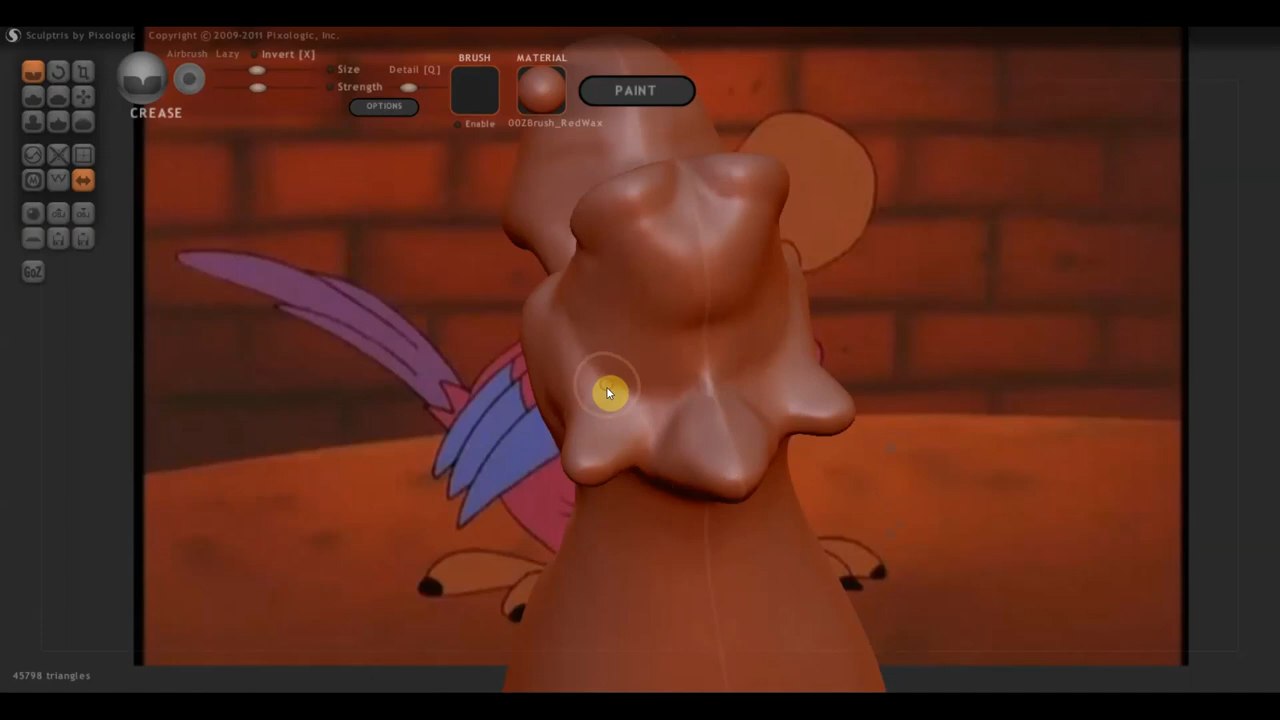 Sculptris by Pixologic Copyright © 2009-2011 Pixologic, Inc.
Airbrush Lazy Invert [X]
Size Detail [Q]
Strength
OPTIONS
CREASE
BRUSH
Enable
MATERIAL
00ZBrush_RedWax
PAINT
GoZ
45798 triangles